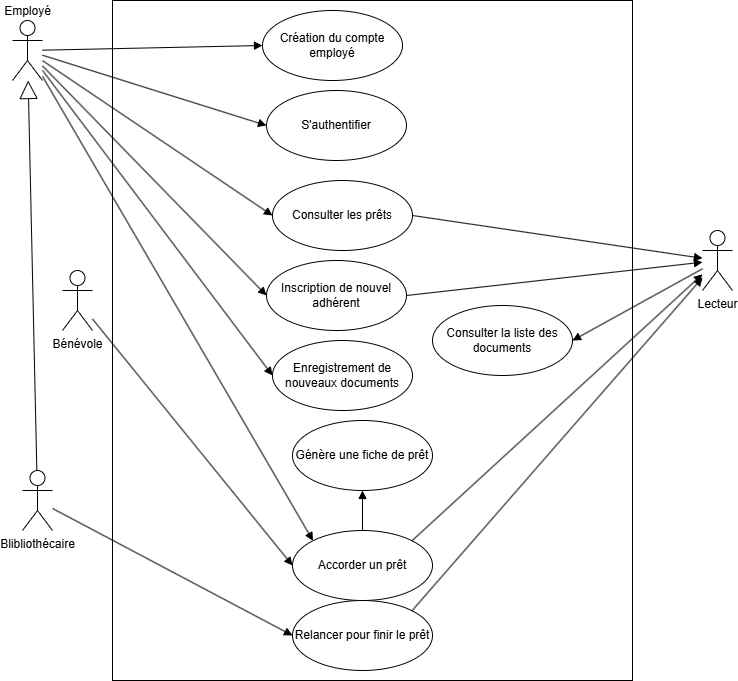 Employé
Création du compte
employé
S'authentifier
Consulter les prêts
Inscription de nouvel
adhérent
Lecteur
Consulter la liste des
documents
Bénévole
Enregistrement de
nouveaux documents
Génère une fiche de prêt
Blibliothécaire
Accorder un prêt
Relancer pour finir le prêt